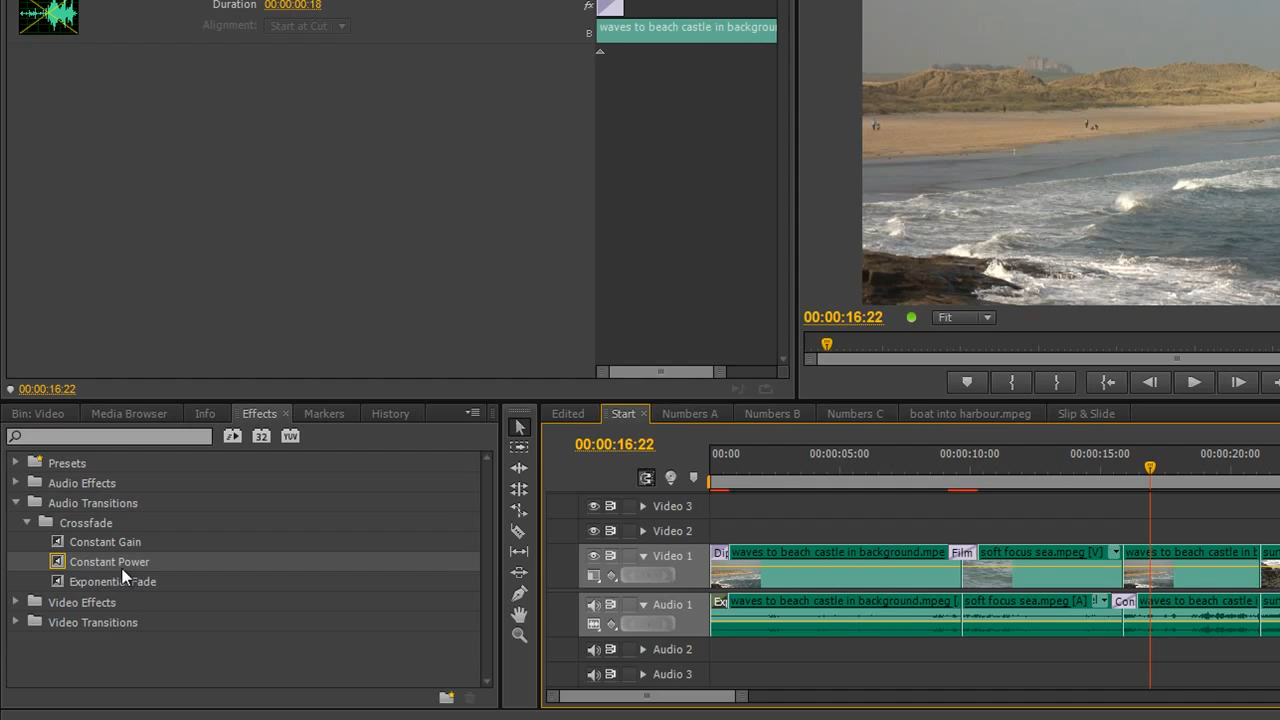 Duration 00:00:00:18
fx
Alignment: Start at Cut
B waves to beach castle in backgroun
00:00:16:22
00:00:16:22 Fit
Bin: Video Media Browser Info Effects Markers History
Edited Start Numbers A Numbers B Numbers C boat into harbour.mpeg Slip & Slide
32 YUV
00:00:16:22
00:00 00:00:05:00 00:00:10:00 00:00:15:00 00:00:20:00
Presets
Audio Effects
Audio Transitions
Crossfade
Constant Gain
Constant Power
Exponential Fade
Video Effects
Video Transitions
Video 3
Video 2
Video 1 Dip waves to beach castle in background.mpe Film soft focus sea.mpeg [V] waves to beach castle in b sur
Audio 1 Exp waves to beach castle in background.mpeg [ soft focus sea.mpeg [A] Con waves to beach castle sur
Audio 2
Audio 3